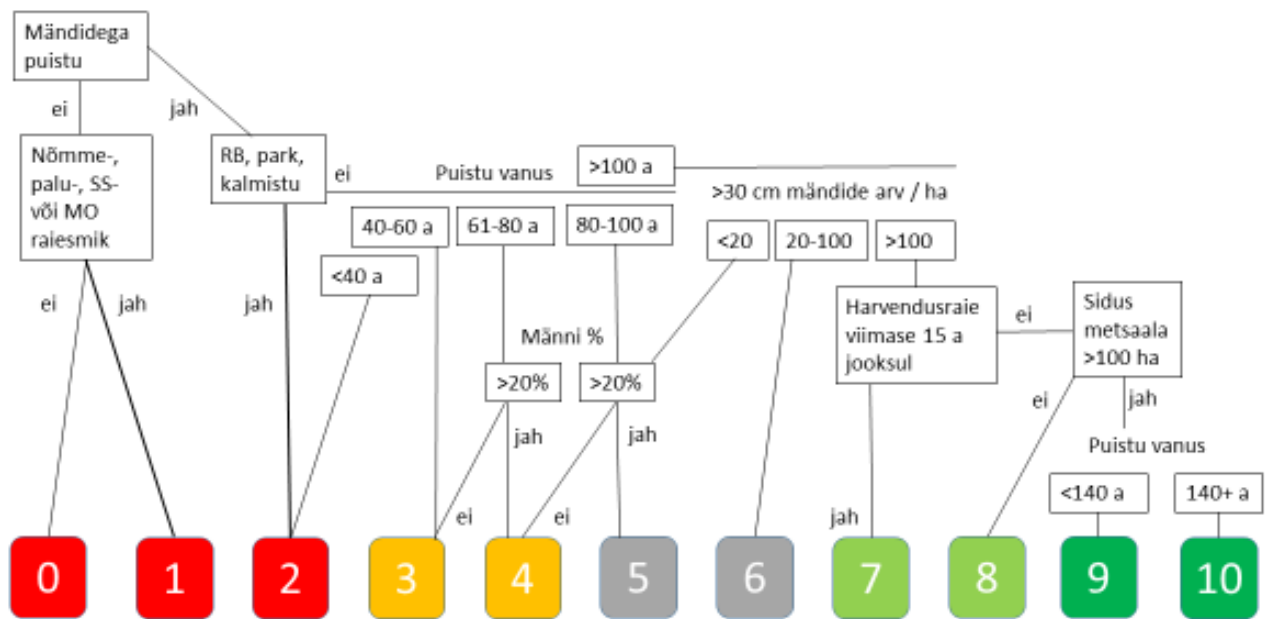 Mändidega
puistu
ei
jah
Nõmme-,
palu-, SS-
või MO
raiesmik
RB, park,
kalmistu
ei
Puistu vanus
>100 a
>30 cm mändide arv / ha
40-60 a
61-80 a
80-100 a
<20
20-100
>100
<40 a
ei
jah
jah
Harvendusraie
viimase 15 a
jooksul
ei
Sidus
metsaala
>100 ha
Männi %
>20%
>20%
jah
jah
ei
jah
Puistu vanus
<140 a
140+ a
ei
ei
jah
0
1
2
3
4
5
6
7
8
9
10